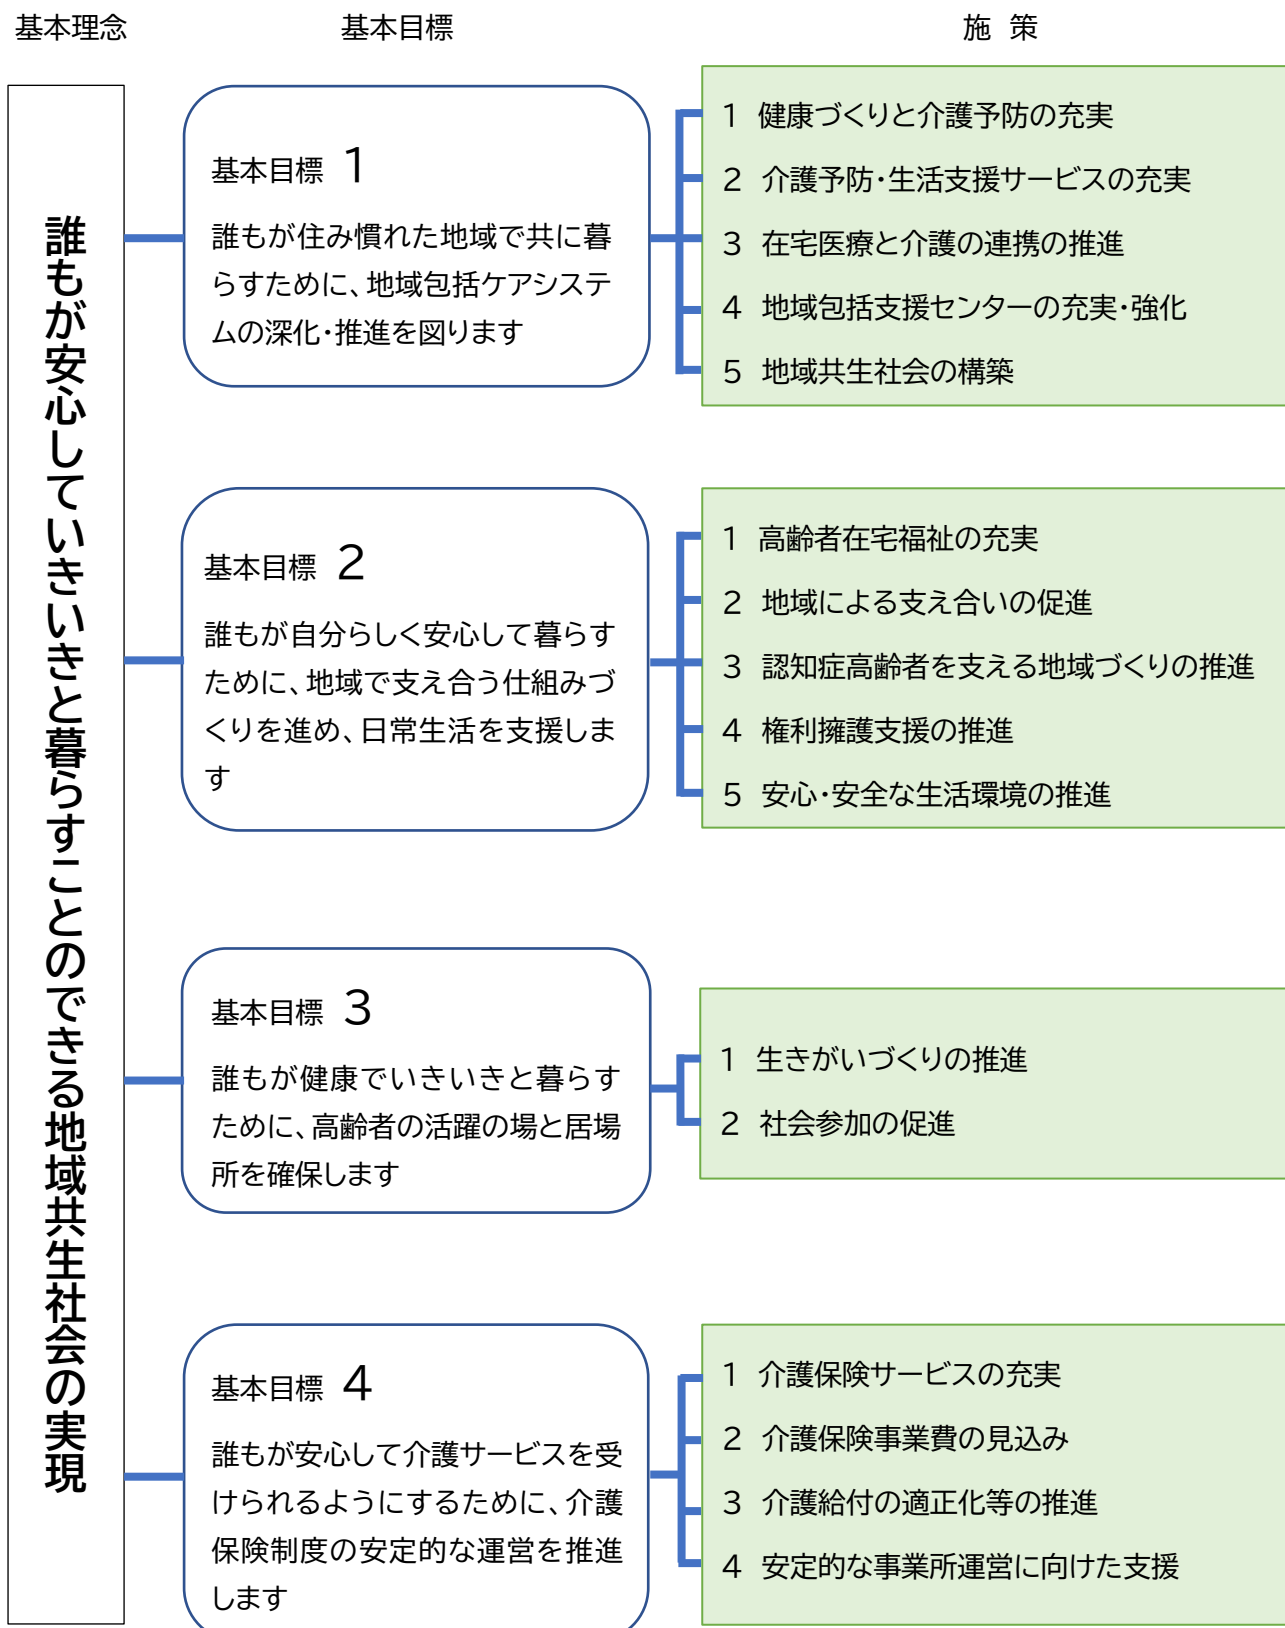 基本理念
基本目標
施 策
誰もが安心していきいきと暮らすことのできる地域共生社会の実現
基本目標 1
誰もが住み慣れた地域で共に暮
らすために、地域包括ケアシステ
ムの深化・推進を図ります
1 健康づくりと介護予防の充実
2 介護予防・生活支援サービスの充実
3 在宅医療と介護の連携の推進
4 地域包括支援センターの充実・強化
5 地域共生社会の構築
基本目標 2
誰もが自分らしく安心して暮らす
ために、地域で支え合う仕組みづ
くりを進め、日常生活を支援しま
す
1 高齢者在宅福祉の充実
2 地域による支え合いの促進
3 認知症高齢者を支える地域づくりの推進
4 権利擁護支援の推進
5 安心・安全な生活環境の推進
基本目標 3
誰もが健康でいきいきと暮らす
ために、高齢者の活躍の場と居場
所を確保します
1 生きがいづくりの推進
2 社会参加の促進
基本目標 4
誰もが安心して介護サービスを受
けられるようにするために、介護
保険制度の安定的な運営を推進
します
1 介護保険サービスの充実
2 介護保険事業費の見込み
3 介護給付の適正化等の推進
4 安定的な事業所運営に向けた支援